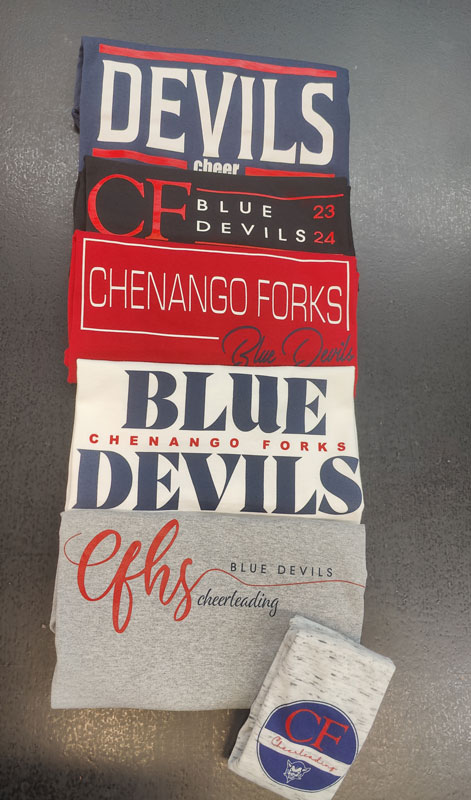 DEVILS
cheer
CF BLUE 23
DEVILS 24
CHENANGO FORKS
Blue Devils
BLUE
CHENANGO FORKS
DEVILS
cfhs BLUE DEVILS
cheerleading
CF
Cheerleading